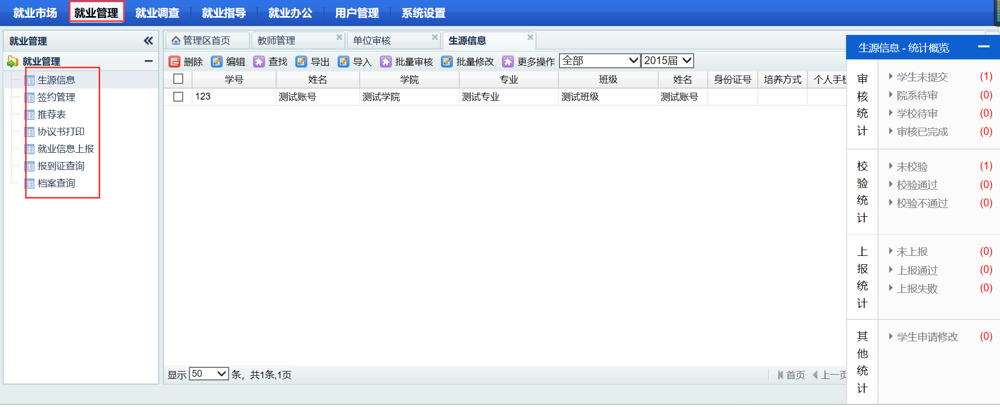 就业市场 就业管理 就业调查 就业指导 就业办公 用户管理 系统设置
就业管理
就业管理
生源信息
签约管理
推荐表
协议书打印
就业信息上报
报到证查询
档案查询
管理区首页 教师管理 单位审核 生源信息
删除 编辑 查找 导出 导入 批量审核 批量修改 更多操作 全部 2015届
学号 姓名 学院 专业 班级 姓名 身份证号 培养方式 个人手机
123 测试账号 测试学院 测试专业 测试班级 测试账号
显示 50 条，共1条,1页 首页 上一页
生源信息 - 统计概览
审核统计
学生未提交 (1)
院系待审 (0)
学校待审 (0)
审核已完成 (0)
校验统计
未校验 (1)
校验通过 (0)
校验不通过 (0)
上报统计
未上报 (0)
上报通过 (0)
上报失败 (0)
其他统计
学生申请修改 (0)